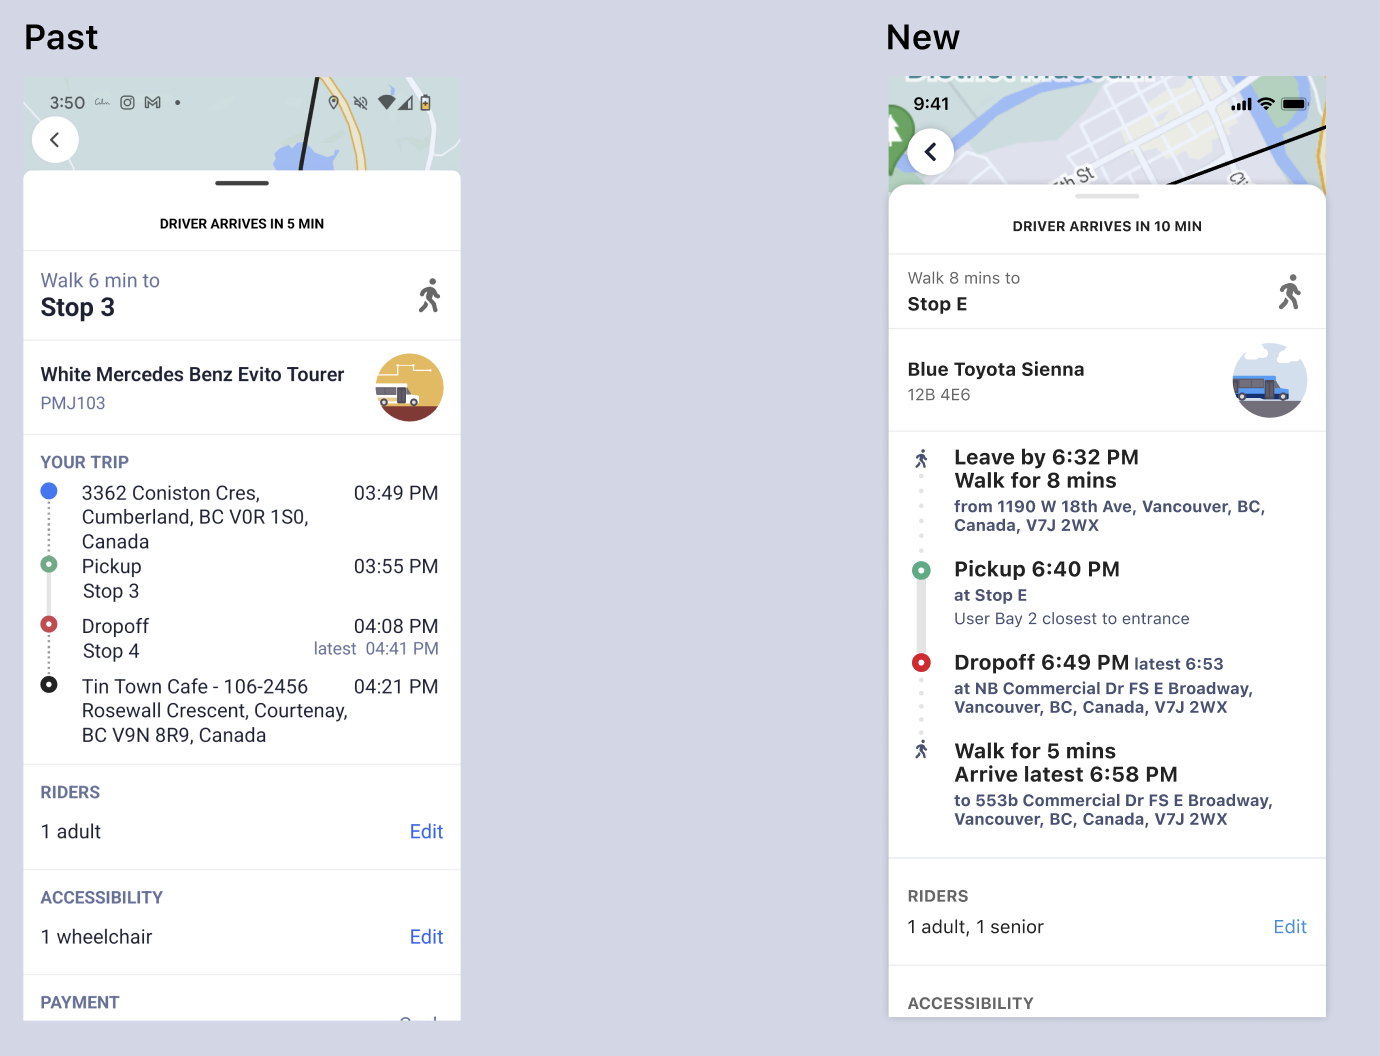 Past
3:50
DRIVER ARRIVES IN 5 MIN
Walk 6 min to
Stop 3
White Mercedes Benz Evito Tourer
PMJ103
YOUR TRIP
3362 Coniston Cres, 03:49 PM
Cumberland, BC V0R 1S0,
Canada
Pickup 03:55 PM
Stop 3
Dropoff 04:08 PM
Stop 4 latest 04:41 PM
Tin Town Cafe - 106-2456 04:21 PM
Rosewall Crescent, Courtenay,
BC V9N 8R9, Canada
RIDERS
1 adult Edit
ACCESSIBILITY
1 wheelchair Edit
PAYMENT
New
District Museum
9:41
7th St
DRIVER ARRIVES IN 10 MIN
Walk 8 mins to
Stop E
Blue Toyota Sienna
12B 4E6
Leave by 6:32 PM
Walk for 8 mins
from 1190 W 18th Ave, Vancouver, BC,
Canada, V7J 2WX
Pickup 6:40 PM
at Stop E
User Bay 2 closest to entrance
Dropoff 6:49 PM latest 6:53
at NB Commercial Dr FS E Broadway,
Vancouver, BC, Canada, V7J 2WX
Walk for 5 mins
Arrive latest 6:58 PM
to 553b Commercial Dr FS E Broadway,
Vancouver, BC, Canada, V7J 2WX
RIDERS
1 adult, 1 senior Edit
ACCESSIBILITY